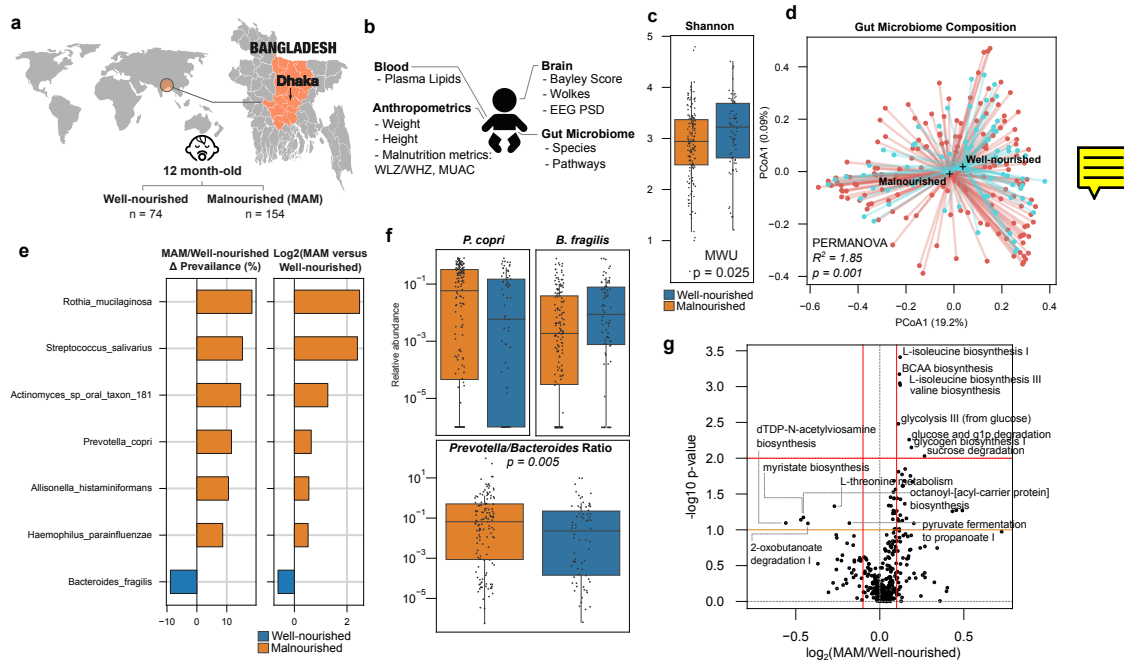 a
BANGLADESH
Dhaka
12 month-old
Well-nourished
n = 74
Malnourished (MAM)
n = 154
b
Blood
- Plasma Lipids
Anthropometrics
- Weight
- Height
- Malnutrition metrics:
WLZ/WHZ, MUAC
Brain
- Bayley Score
- Wolkes
- EEG PSD
Gut Microbiome
- Species
- Pathways
c
Shannon
5
4
3
2
1
MWU
p = 0.025
Well-nourished
Malnourished
d
Gut Microbiome Composition
PCoA1 (0.09%)
0.4
0.2
0.0
−0.2
−0.4
Well-nourished
Malnourished
PERMANOVA
R² = 1.85
p = 0.001
−0.6
−0.4
−0.2
0.0
0.2
0.4
PCoA1 (19.2%)
e
MAM/Well-nourished
Δ Prevailance (%)
Log2(MAM versus
Well-nourished)
Rothia_mucilaginosa
Streptococcus_salivarius
Actinomyces_sp_oral_taxon_181
Prevotella_copri
Allisonella_histaminiformans
Haemophilus_parainfluenzae
Bacteroides_fragilis
−10
0
10
0
2
Well-nourished
Malnourished
f
P. copri
B. fragilis
Relative abundance
10⁻¹
10⁻³
10⁻⁵
Prevotella/Bacteroides Ratio
p = 0.005
10¹
10⁻¹
10⁻²
10⁻³
10⁻⁵
Well-nourished
Malnourished
g
-log10 p-value
3.5
3.0
2.5
2.0
1.5
1.0
0.5
0.0
L-isoleucine biosynthesis I
BCAA biosynthesis
L-isoleucine biosynthesis III
valine biosynthesis
glycolysis III (from glucose)
glucose and g1p degradation
glycogen biosynthesis I
sucrose degradation
dTDP-N-acetylviosamine
biosynthesis
myristate biosynthesis
L-threonine metabolism
octanoyl-[acyl-carrier protein]
biosynthesis
pyruvate fermentation
to propanoate I
2-oxobutanoate
degradation I
−0.5
0.0
0.5
log₂(MAM/Well-nourished)